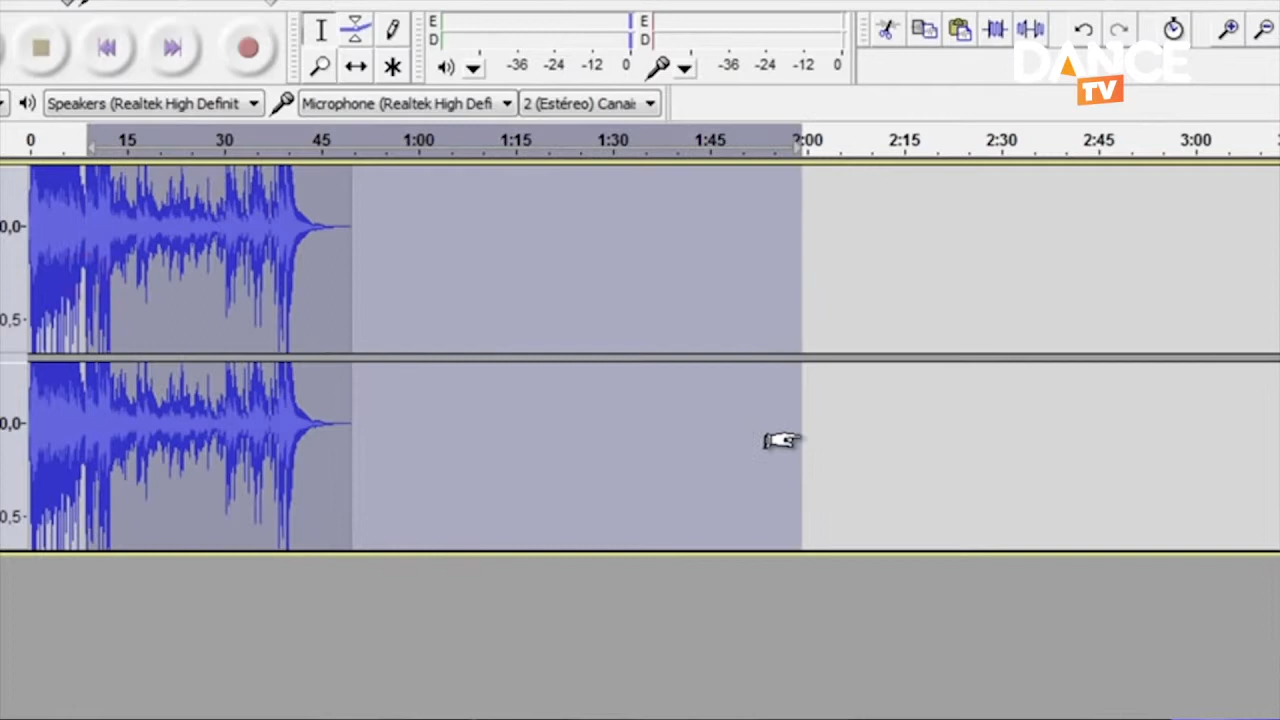 E
D
-36 -24 -12 0
E
D
-36 -24 -12 0
DANCE
TV
Speakers (Realtek High Definit
Microphone (Realtek High Defi
2 (Estéreo) Canai
0 15 30 45 1:00 1:15 1:30 1:45 2:00 2:15 2:30 2:45 3:00
0,0-
0,5-
0,0-
0,5-